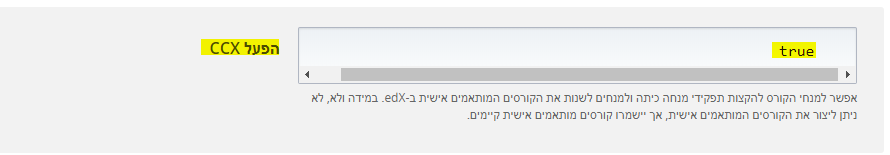 הפעל CCX
true
אפשר למנחי הקורס להקצות תפקידי מנחה כיתה ולמנחים לשנות את הקורסים המותאמים אישית ב-edX. במידה ולא, לא
ניתן ליצור את הקורסים המותאמים אישית, אך יישמרו קורסים מותאמים אישית קיימים.